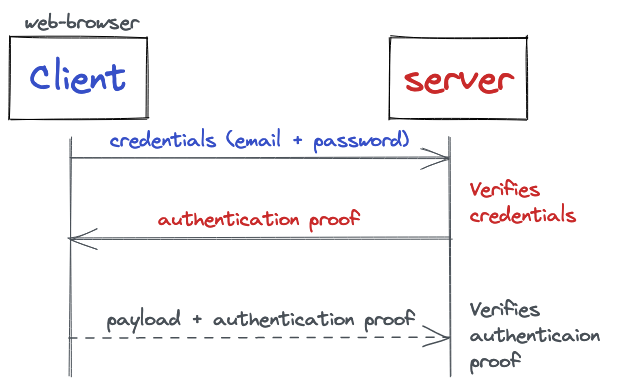 web-browser
Client
server
credentials (email + password)
Verifies
credentials
authentication proof
payload + authentication proof
Verifies
authenticaion
proof